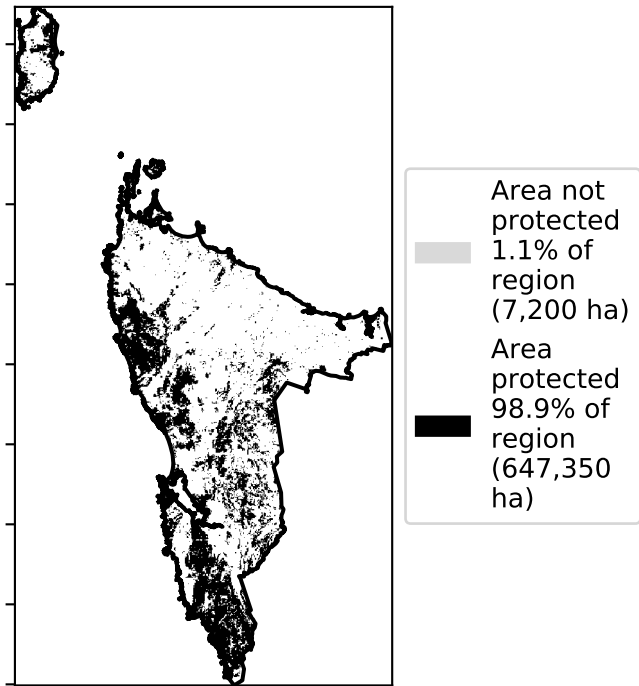 Area not
protected
1.1% of
region
(7,200 ha)
Area
protected
98.9% of
region
(647,350
ha)